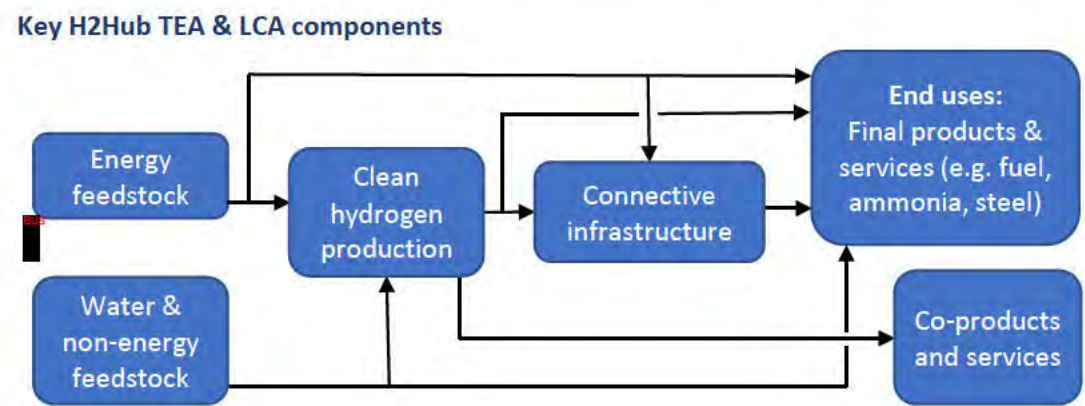 Key H2Hub TEA & LCA components
Energy
feedstock
Clean
hydrogen
production
Connective
infrastructure
End uses:
Final products &
services (e.g. fuel,
ammonia, steel)
Water &
non-energy
feedstock
Co-products
and services